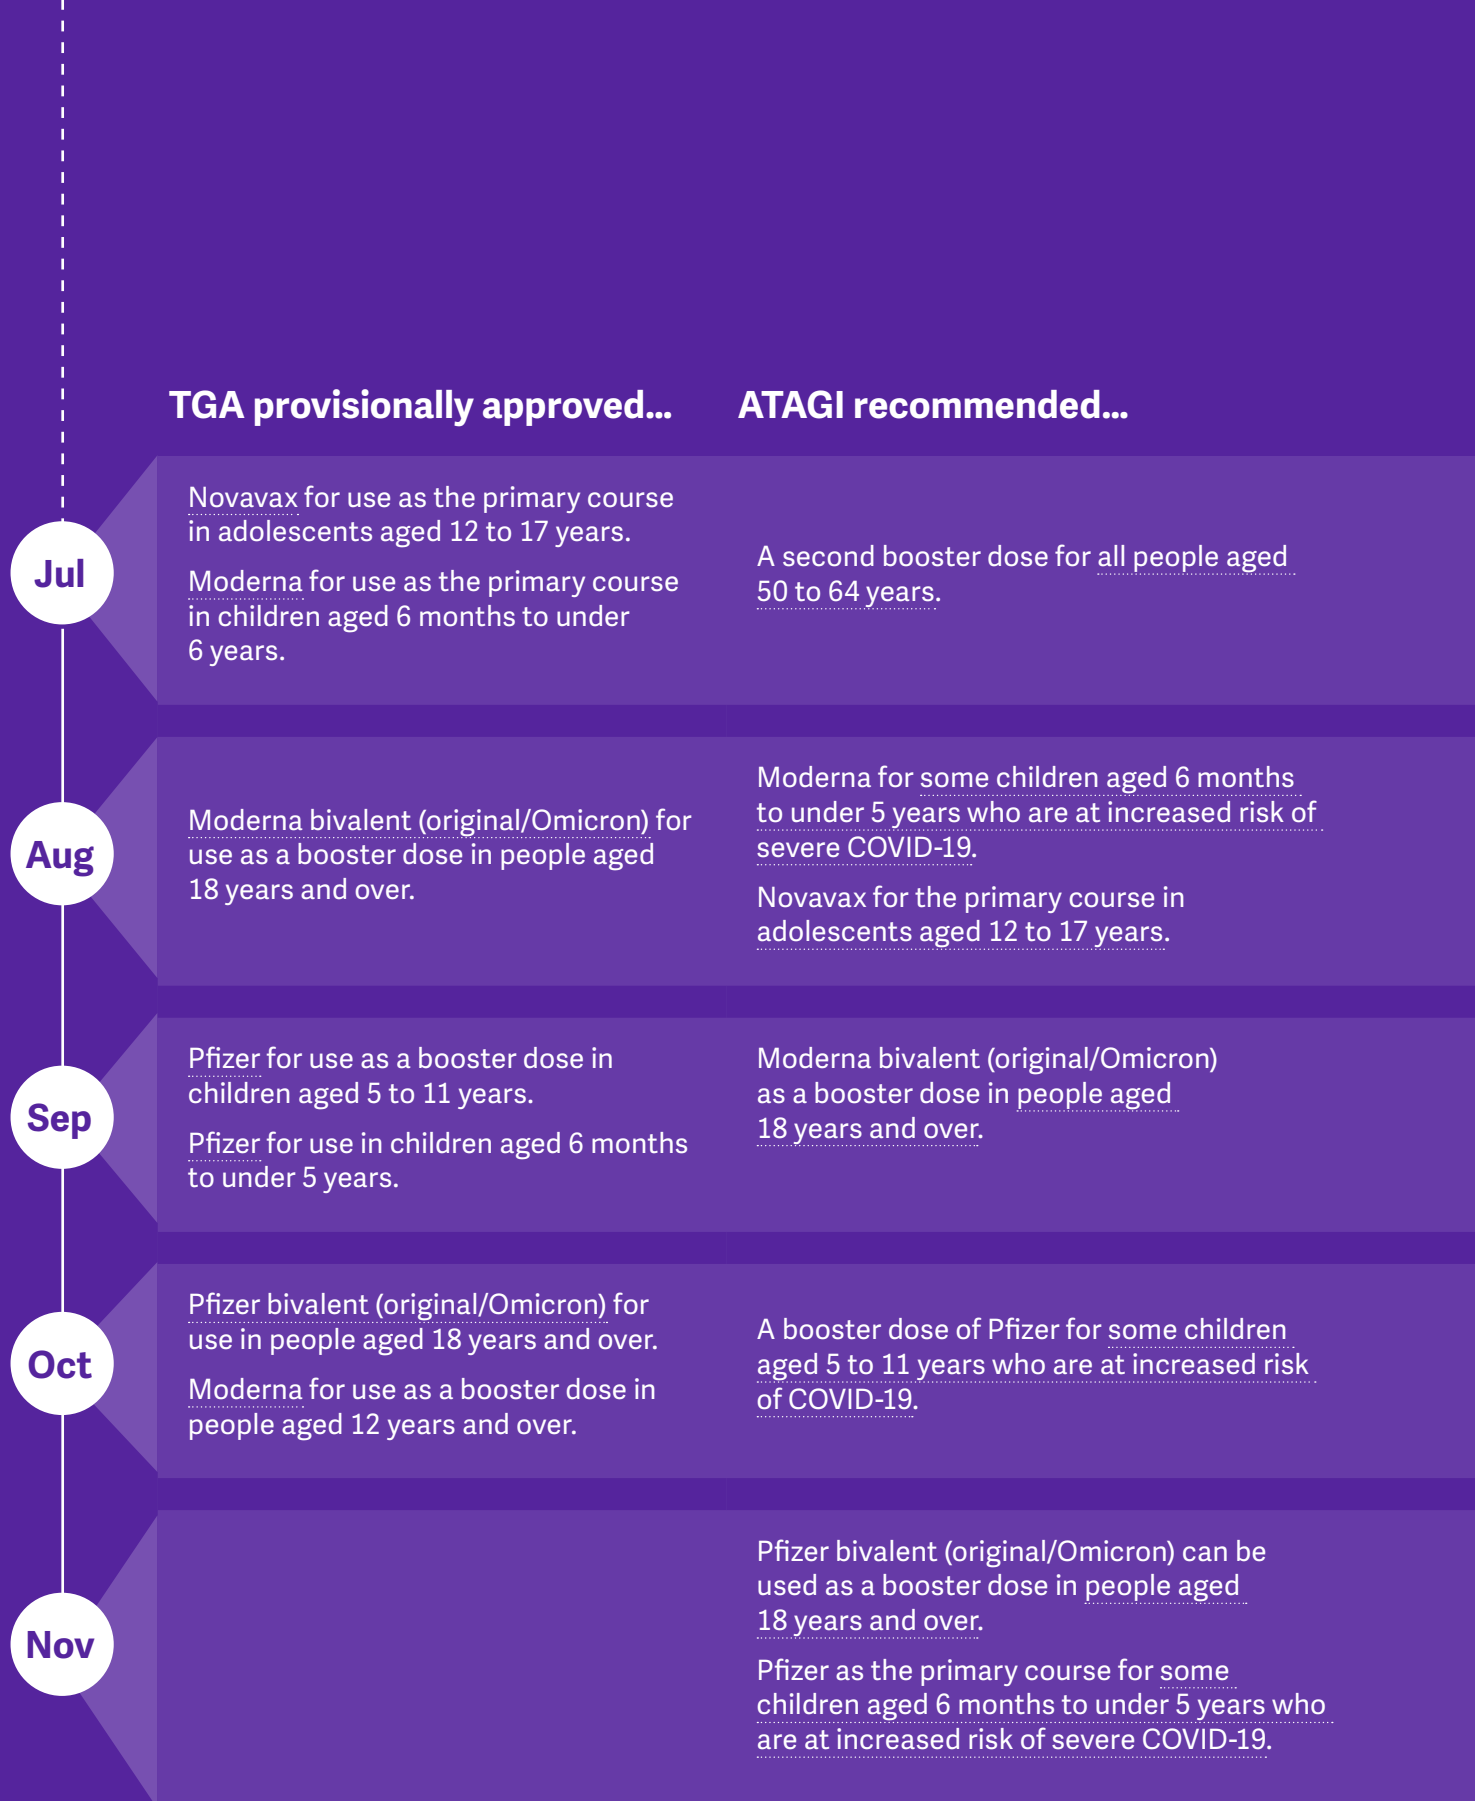 TGA provisionally approved...
ATAGI recommended...
Jul
Novavax for use as the primary course
in adolescents aged 12 to 17 years.
Moderna for use as the primary course
in children aged 6 months to under
6 years.
A second booster dose for all people aged
50 to 64 years.
Aug
Moderna bivalent (original/Omicron) for
use as a booster dose in people aged
18 years and over.
Moderna for some children aged 6 months
to under 5 years who are at increased risk of
severe COVID-19.
Novavax for the primary course in
adolescents aged 12 to 17 years.
Sep
Pfizer for use as a booster dose in
children aged 5 to 11 years.
Pfizer for use in children aged 6 months
to under 5 years.
Moderna bivalent (original/Omicron)
as a booster dose in people aged
18 years and over.
Oct
Pfizer bivalent (original/Omicron) for
use in people aged 18 years and over.
Moderna for use as a booster dose in
people aged 12 years and over.
A booster dose of Pfizer for some children
aged 5 to 11 years who are at increased risk
of COVID-19.
Nov
Pfizer bivalent (original/Omicron) can be
used as a booster dose in people aged
18 years and over.
Pfizer as the primary course for some
children aged 6 months to under 5 years who
are at increased risk of severe COVID-19.